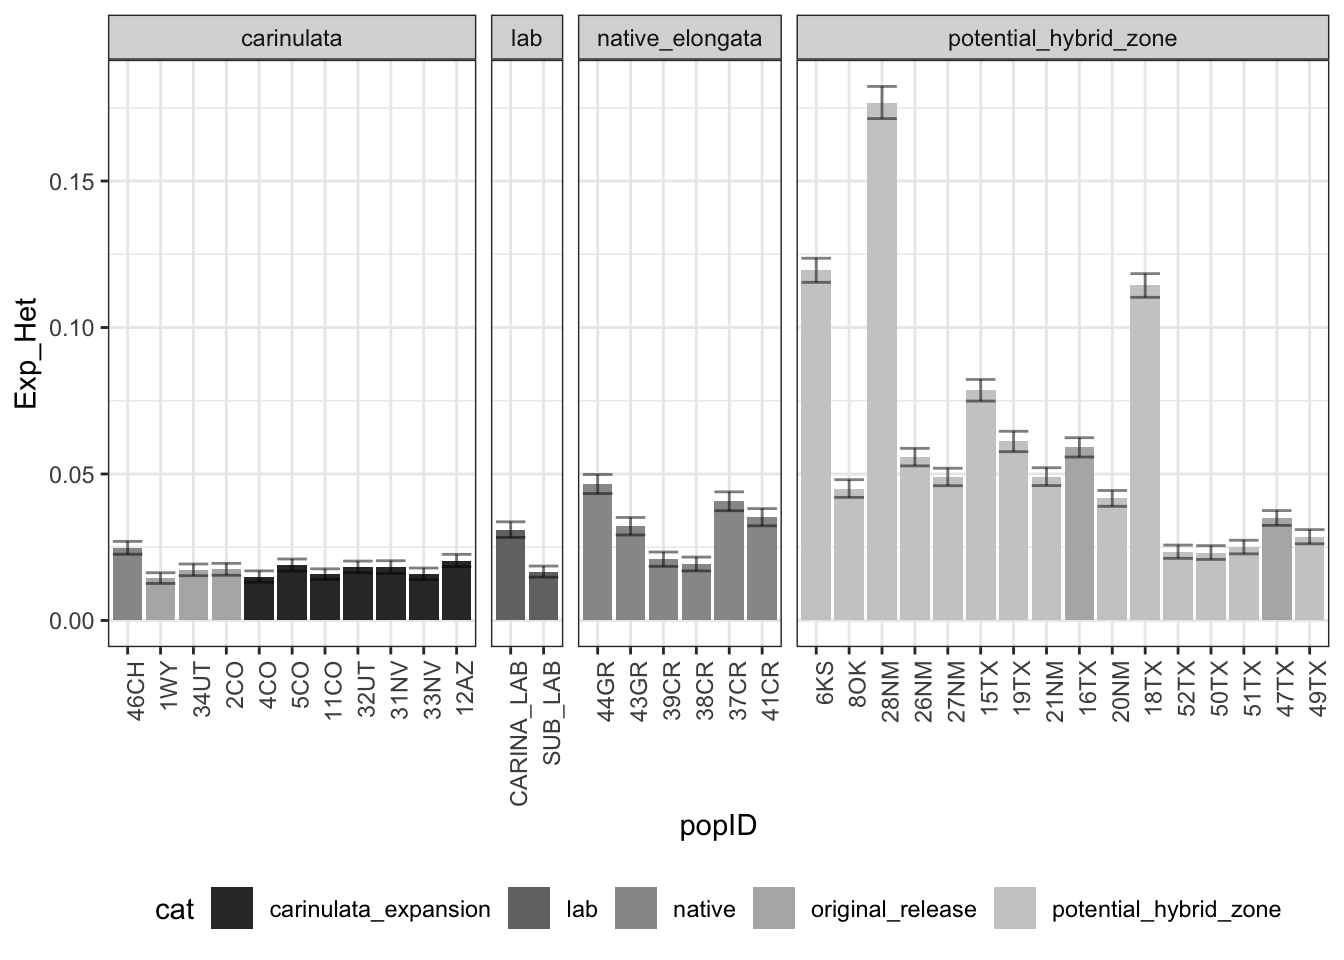 carinulata
lab
native_elongata
potential_hybrid_zone
Exp_Het
0.15
0.10
0.05
0.00
46CH
1WY
34UT
2CO
4CO
5CO
11CO
32UT
31NV
33NV
12AZ
CARINA_LAB
SUB_LAB
44GR
43GR
39CR
38CR
37CR
41CR
6KS
8OK
28NM
26NM
27NM
15TX
19TX
21NM
16TX
20NM
18TX
52TX
50TX
51TX
47TX
49TX
popID
cat carinulata_expansion lab native original_release potential_hybrid_zone